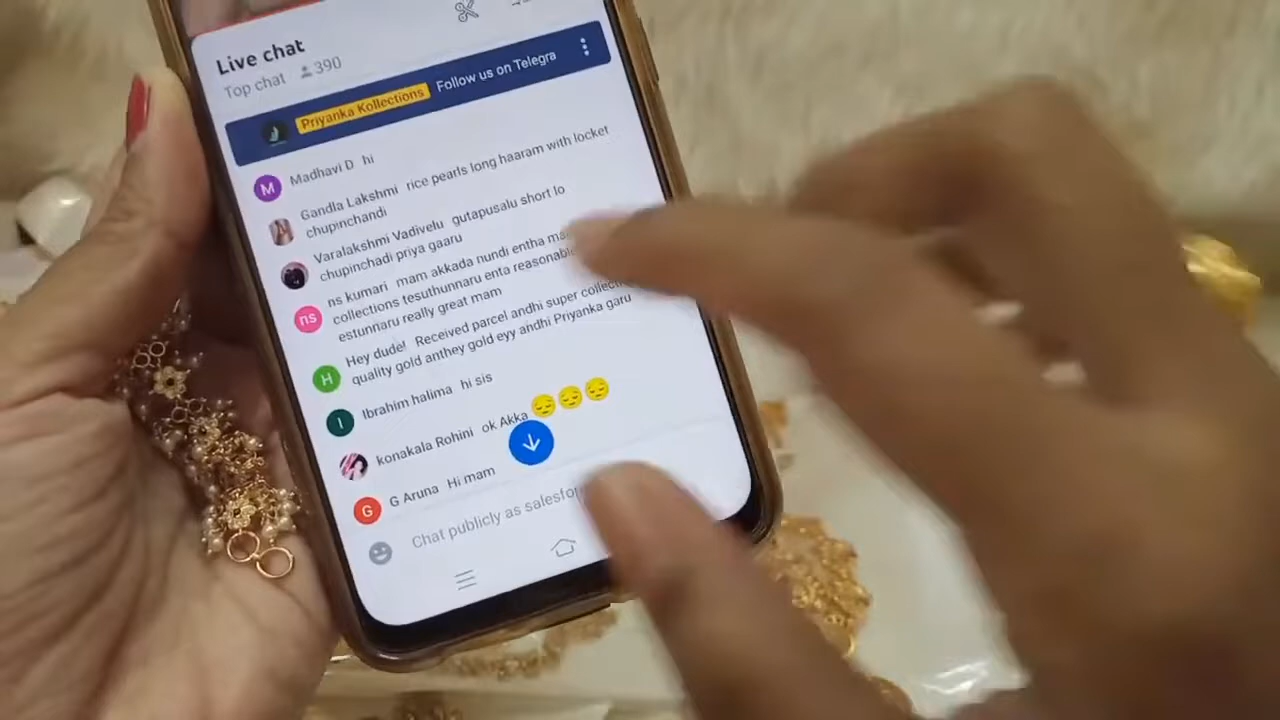 Live chat
Top chat 390
Priyanka Kollections Follow us on Telegra
Madhavi D hi
Gandla Lakshmi rice pearls long haaram with locket
chupinchandi
Varalakshmi Vadivelu gutapusalu short lo
chupinchadi priya gaaru
ns kumari mam akkada nundi entha
collections tesuthunnaru enta reasonable
estunnaru really great mam
Hey dude! Received parcel andhi super
quality gold anthey gold eyy andhi Priyanka garu
Ibrahim halima hi sis
konakala Rohini ok Akka 😔😔😔
G Aruna Hi mam
Chat publicly as